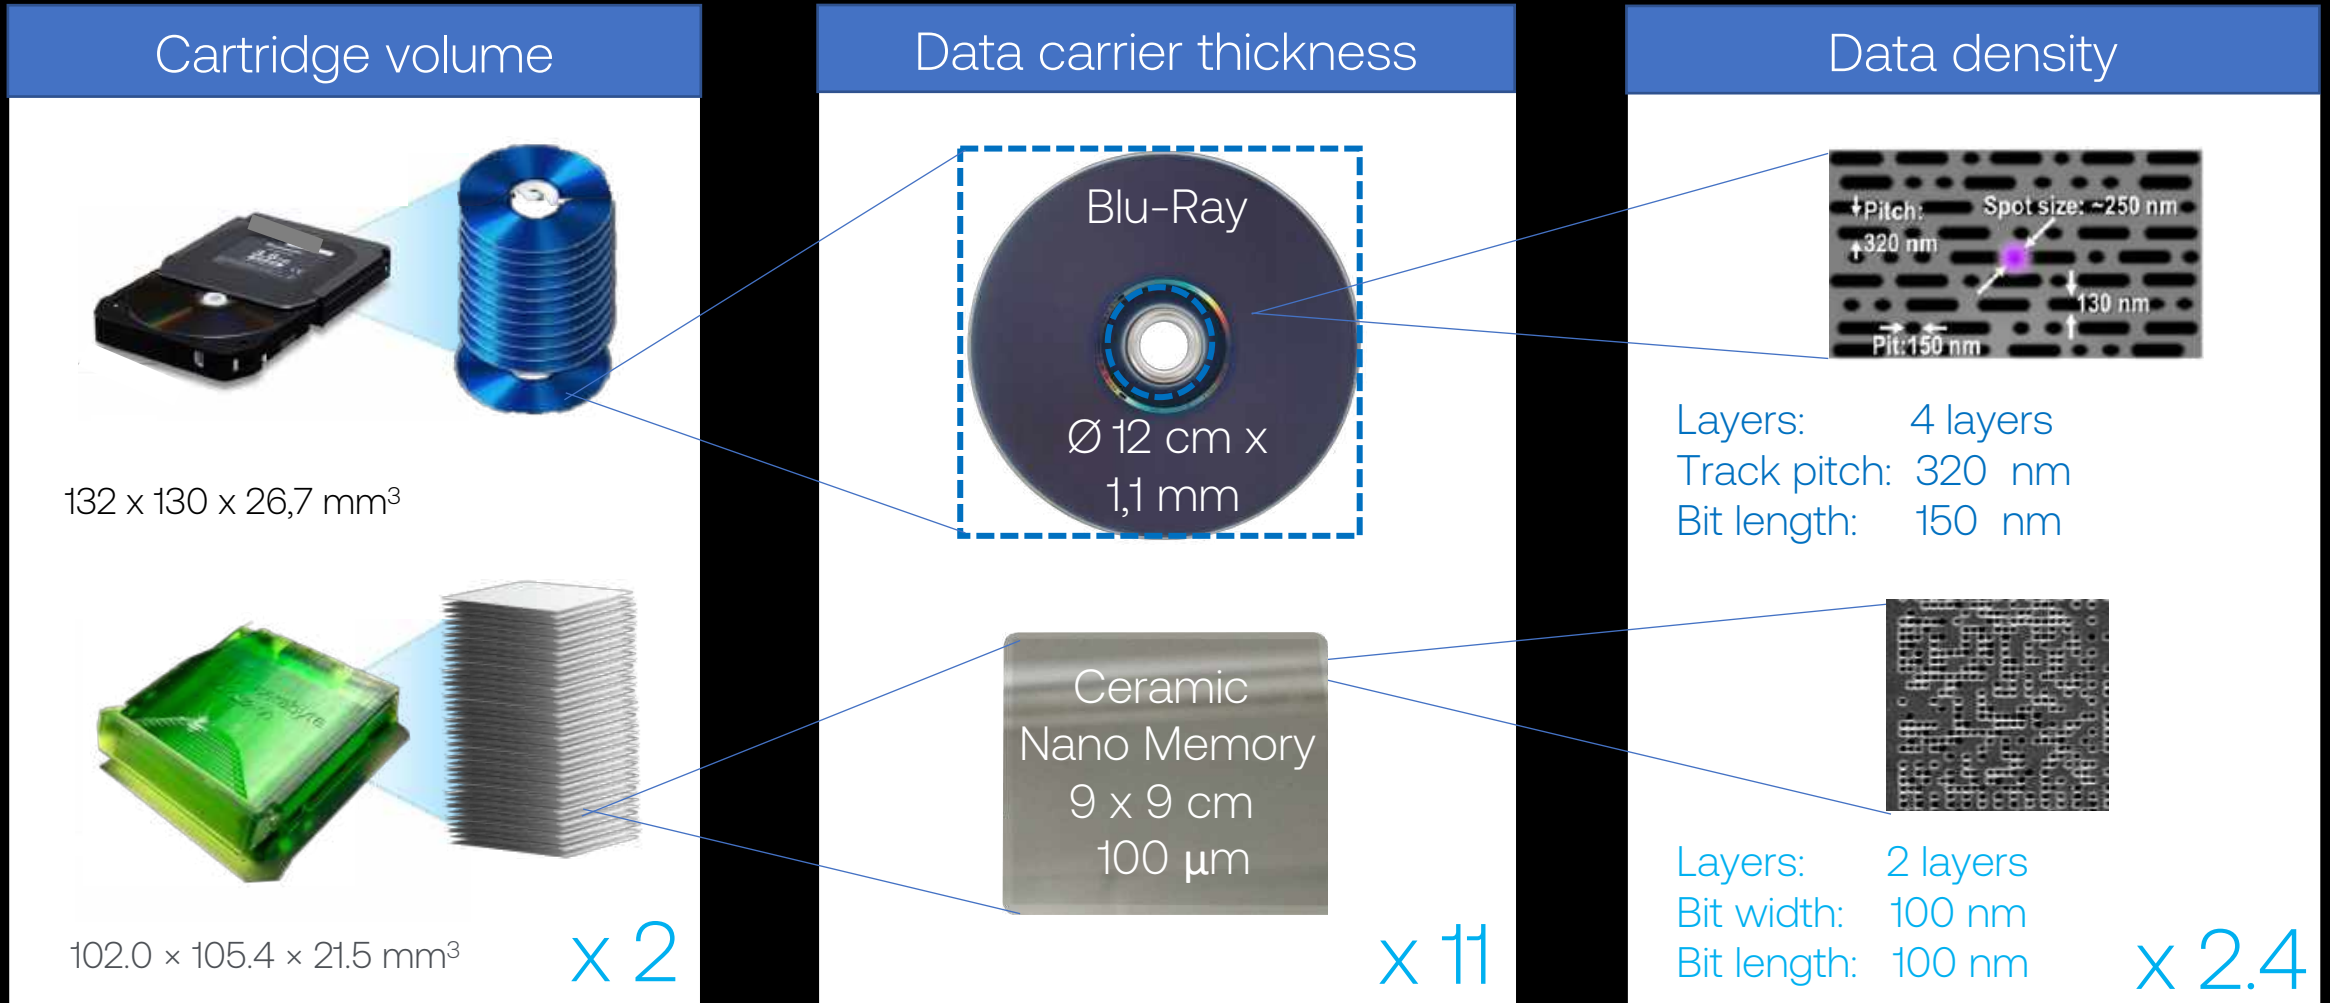 Cartridge volume
132 x 130 x 26,7 mm³
102.0 × 105.4 × 21.5 mm³
x 2
Data carrier thickness
Blu-Ray
Ø 12 cm x
1,1 mm
Ceramic
Nano Memory
9 x 9 cm
100 µm
x 11
Data density
Pitch:
320 nm
Spot size: ~250 nm
130 nm
Pit:150 nm
Layers: 4 layers
Track pitch: 320 nm
Bit length: 150 nm
Layers: 2 layers
Bit width: 100 nm
Bit length: 100 nm
x 2.4